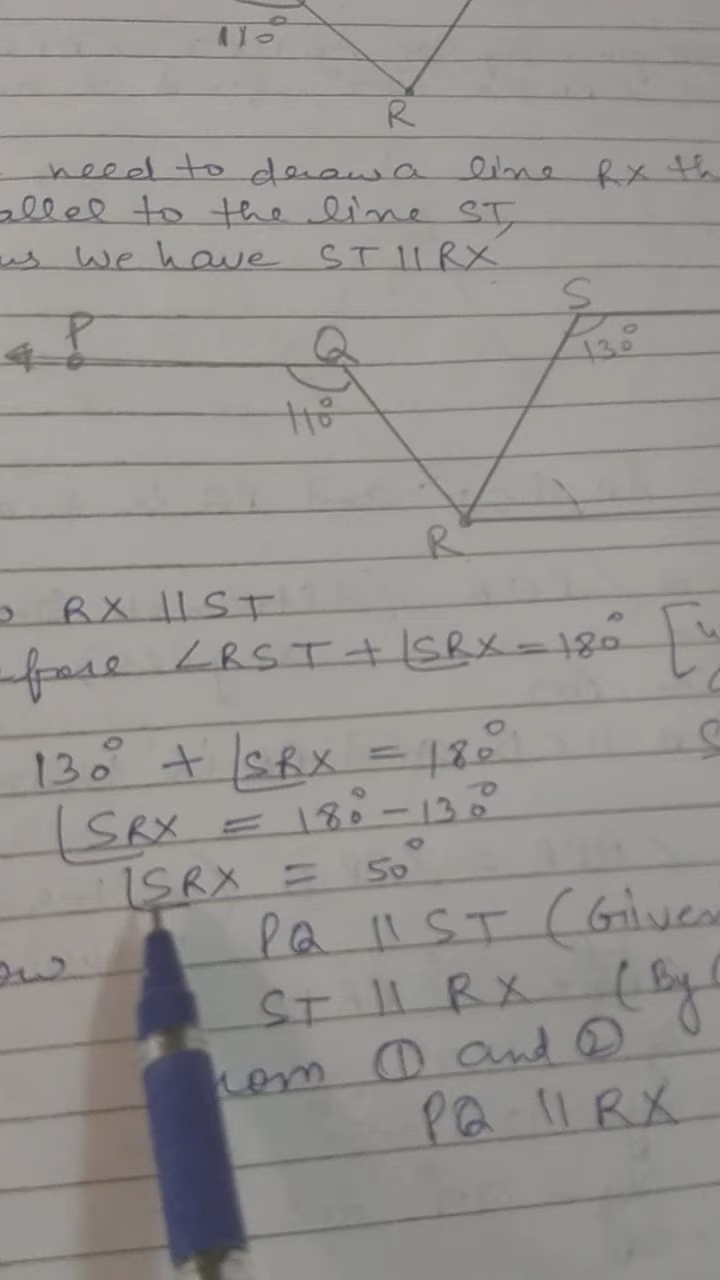 110°
R
need to draw a line RX th
allel to the line ST,
us we have ST || RX
S
P
Q
130°
110°
R
RX || ST
efore ∠RST + ∠SRX = 180° [
130° + ∠SRX = 180°
∠SRX = 180° - 130°
∠SRX = 50°
ow PQ || ST (Given
ST || RX (By
rom ① and ②
PQ || RX